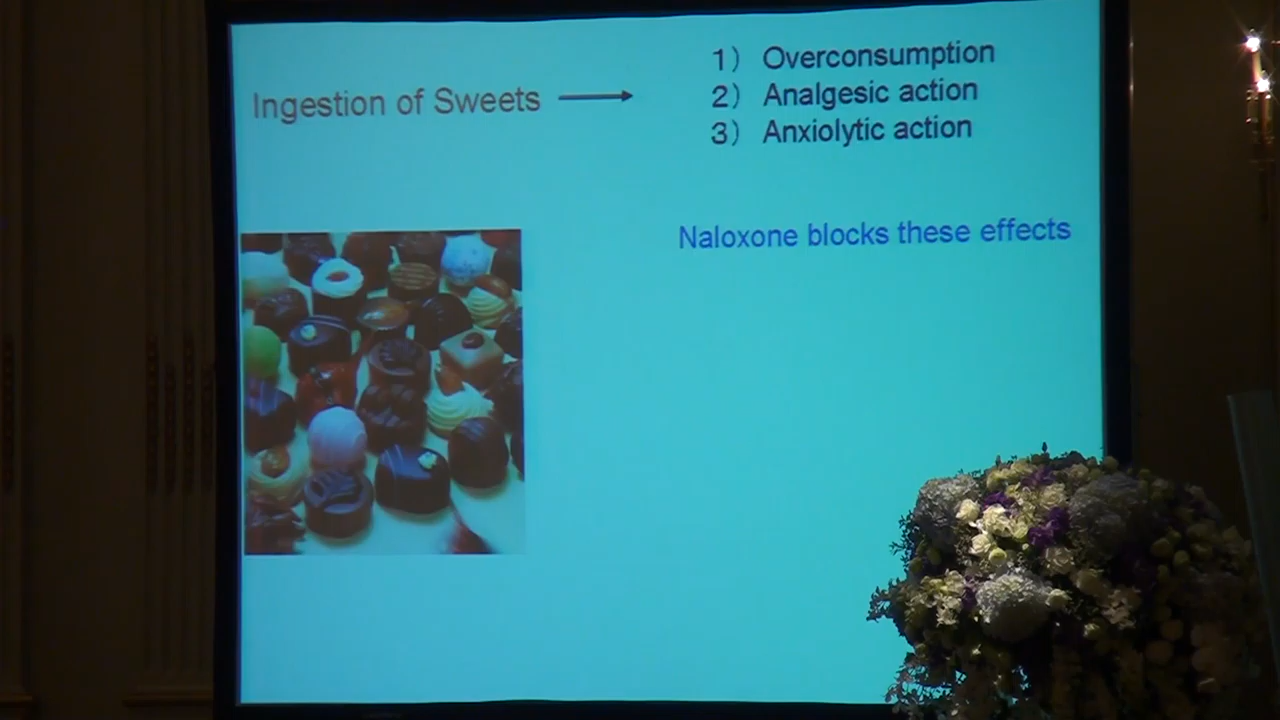 Ingestion of Sweets
1) Overconsumption
2) Analgesic action
3) Anxiolytic action
Naloxone blocks these effects